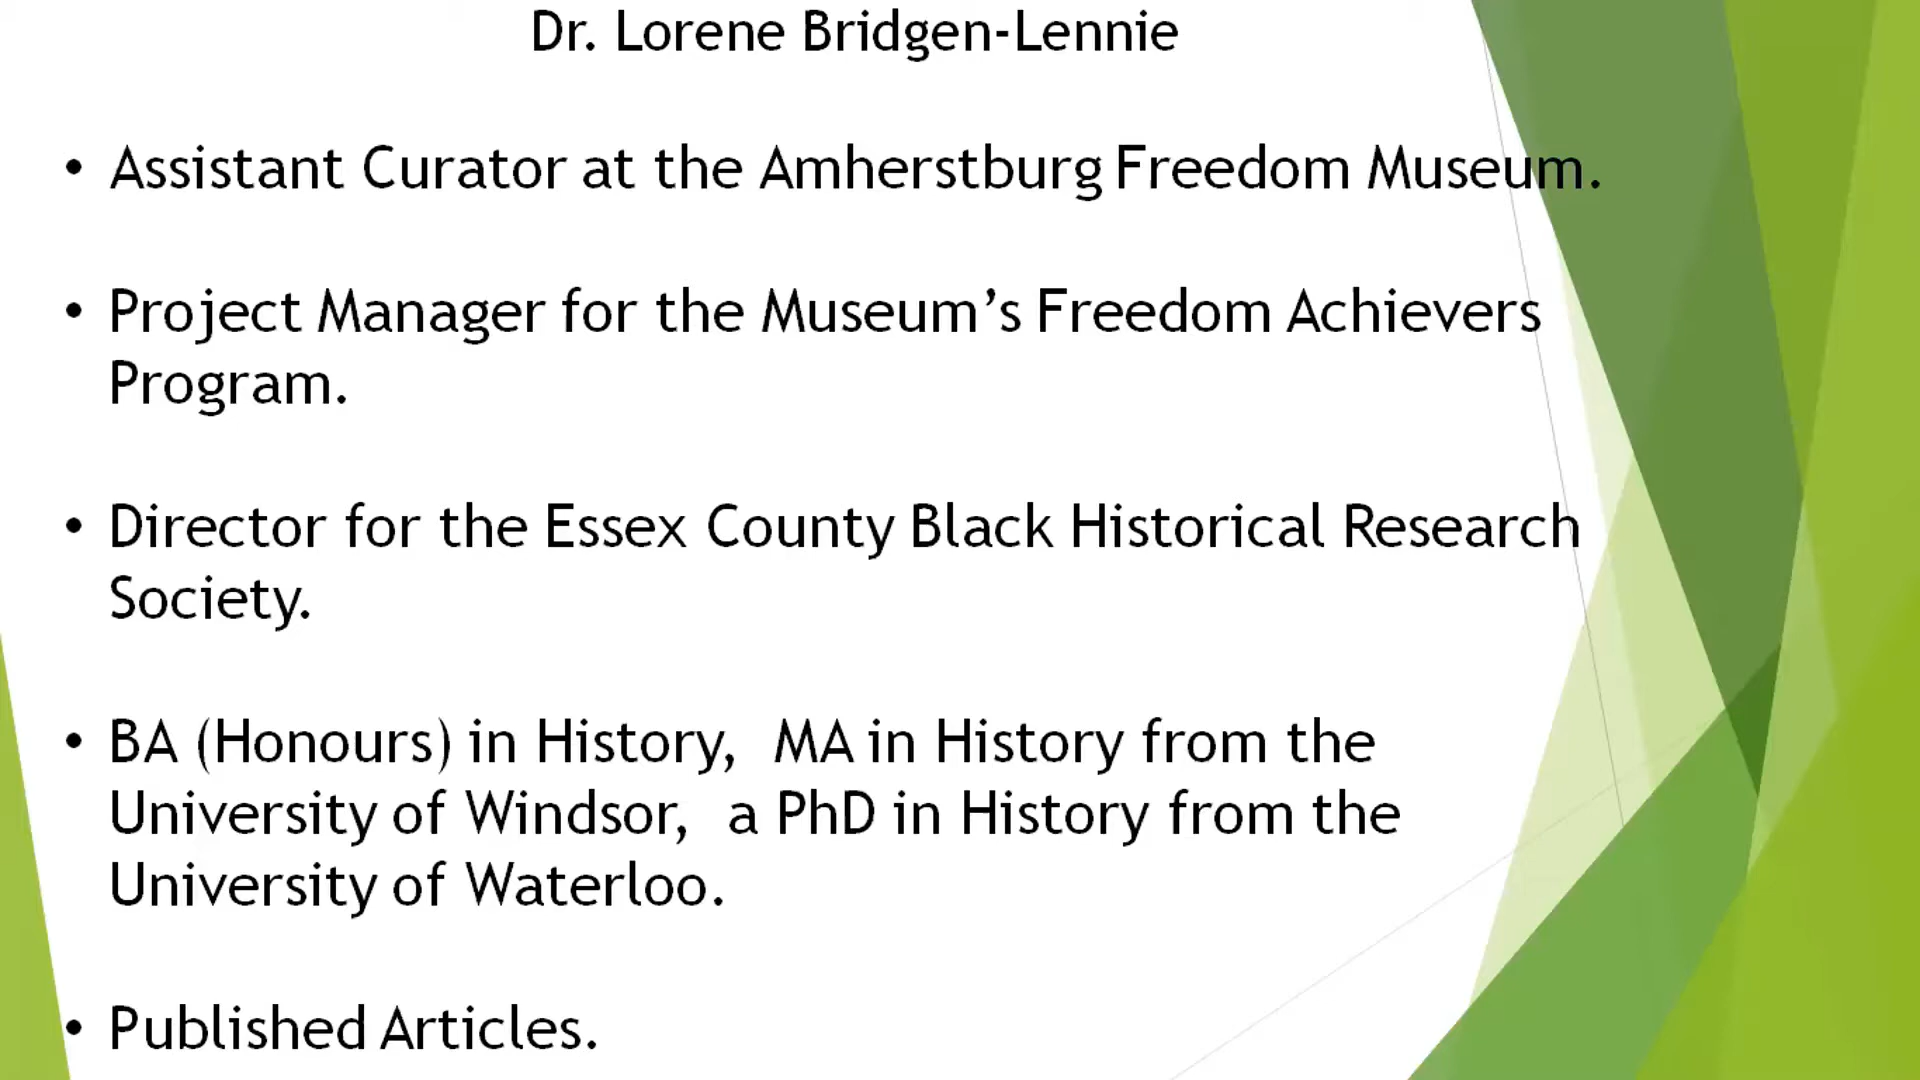 Dr. Lorene Bridgen-Lennie
• Assistant Curator at the Amherstburg Freedom Museum.
• Project Manager for the Museum’s Freedom Achievers
Program.
• Director for the Essex County Black Historical Research
Society.
• BA (Honours) in History,  MA in History from the
University of Windsor,  a PhD in History from the
University of Waterloo.
• Published Articles.